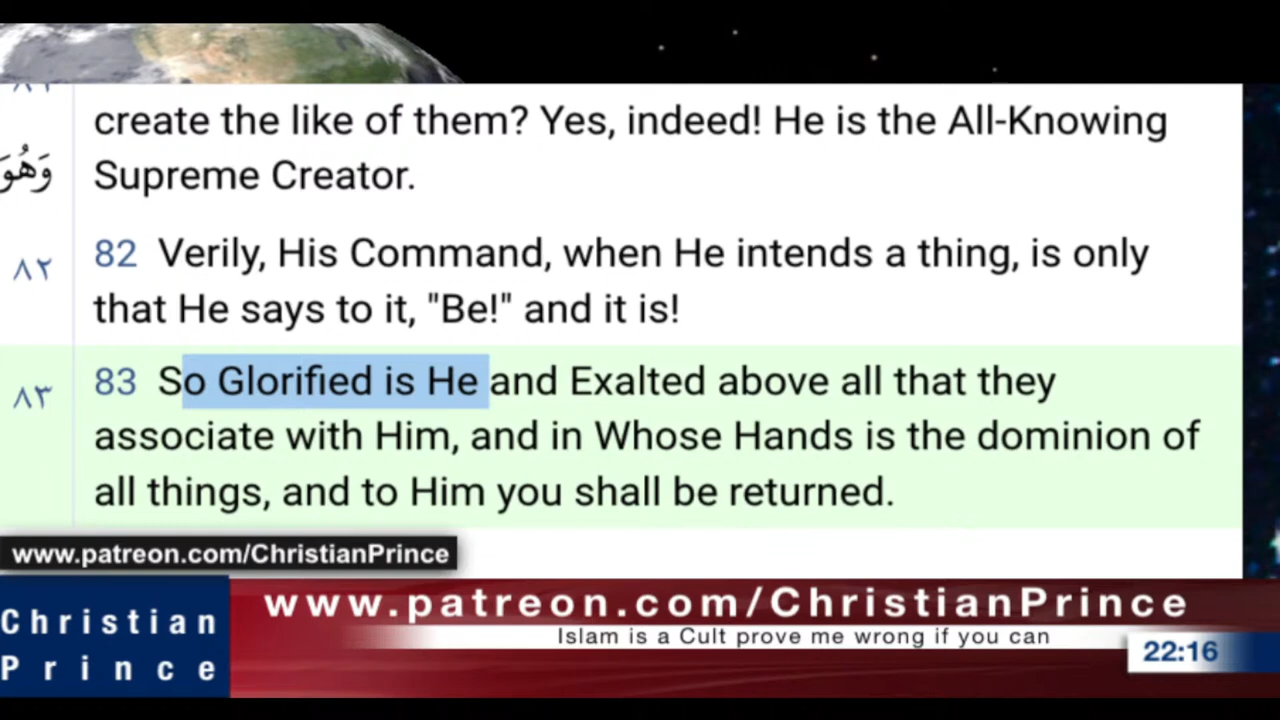 create the like of them? Yes, indeed! He is the All-Knowing
وَهُوَ
Supreme Creator.
٨٢
82 Verily, His Command, when He intends a thing, is only
that He says to it, "Be!" and it is!
٨٣
83 So Glorified is He and Exalted above all that they
associate with Him, and in Whose Hands is the dominion of
all things, and to Him you shall be returned.
www.patreon.com/ChristianPrince
www.patreon.com/ChristianPrince
Islam is a Cult prove me wrong if you can
Christian
Prince
22:16